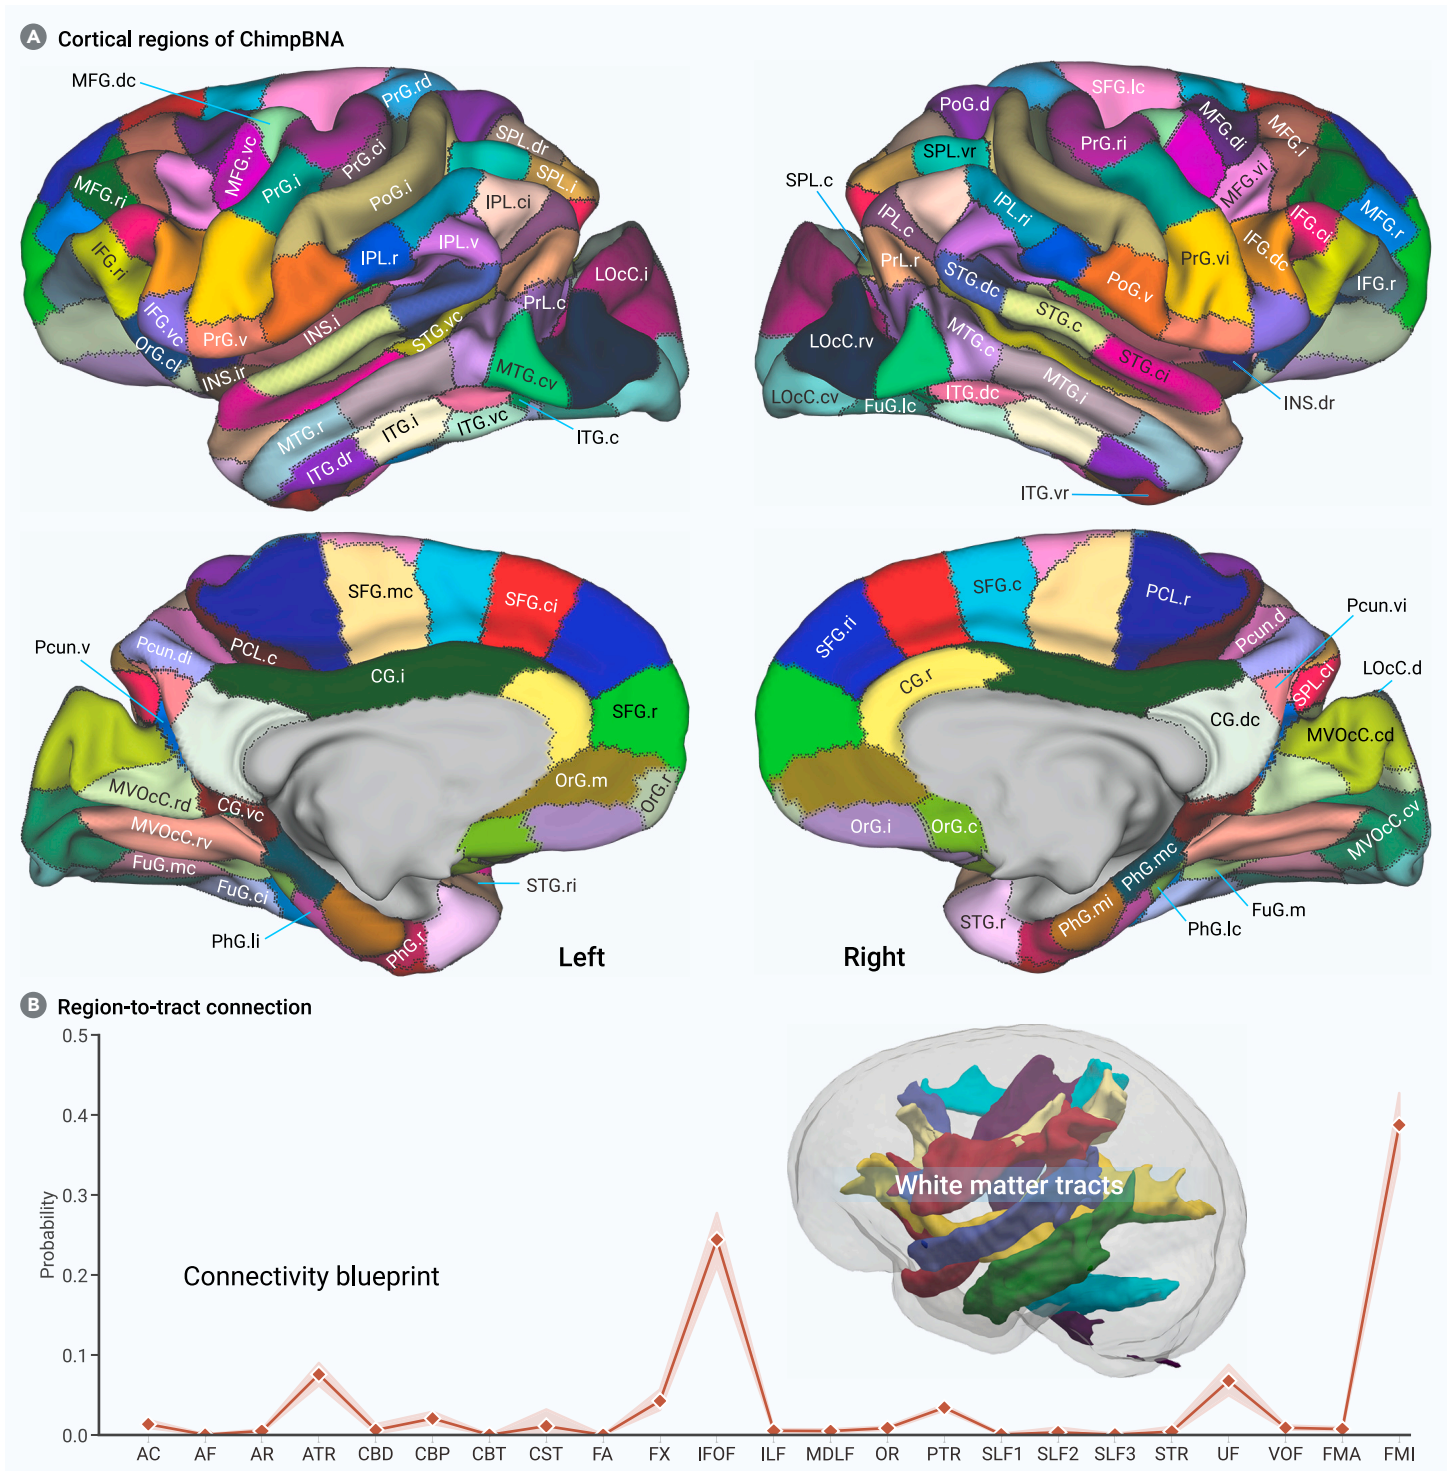 A Cortical regions of ChimpBNA
MFG.dc
PrG.rd
MFG.vc
PrG.ci
SPL.dr
SPL.i
MFG.ri
PrG.i
PoG.i
IPL.ci
IPL.v
IPL.r
IFG.ri
LOcC.i
PrL.c
IFG.vc
PrG.v
INS.i
STG.vc
OrG.cl
INS.ir
MTG.cv
MTG.r
ITG.i
ITG.vc
ITG.c
ITG.dr
SFG.lc
PoG.d
MFG.di
MFG.i
PrG.ri
SPL.vr
MFG.vi
SPL.c
IPL.c
IPL.ri
MFG.r
IFG.ci
IFG.dc
PrL.r
PrG.vi
STG.dc
PoG.v
IFG.r
STG.c
LOcC.rv
MTG.c
STG.ci
MTG.i
INS.dr
LOcC.cv
FuG.lc
ITG.dc
ITG.vr
SFG.mc
SFG.ci
Pcun.v
Pcun.di
PCL.c
CG.i
SFG.r
OrG.m
OrG.r
MVOcC.rd
CG.vc
MVOcC.rv
FuG.mc
FuG.ci
STG.ri
PhG.li
PhG.r
Left
SFG.c
PCL.r
Pcun.vi
SFG.ri
Pcun.d
CG.r
SPL.ci
LOcC.d
CG.dc
MVOcC.cd
OrG.i
OrG.c
MVOcC.cv
PhG.mc
PhG.mi
STG.r
FuG.m
PhG.lc
Right
B Region-to-tract connection
0.5
0.4
0.3
0.2
0.1
0.0
Probability
Connectivity blueprint
White matter tracts
AC AF AR ATR CBD CBP CBT CST FA FX IFOF ILF MDLF OR PTR SLF1 SLF2 SLF3 STR UF VOF FMA FMI